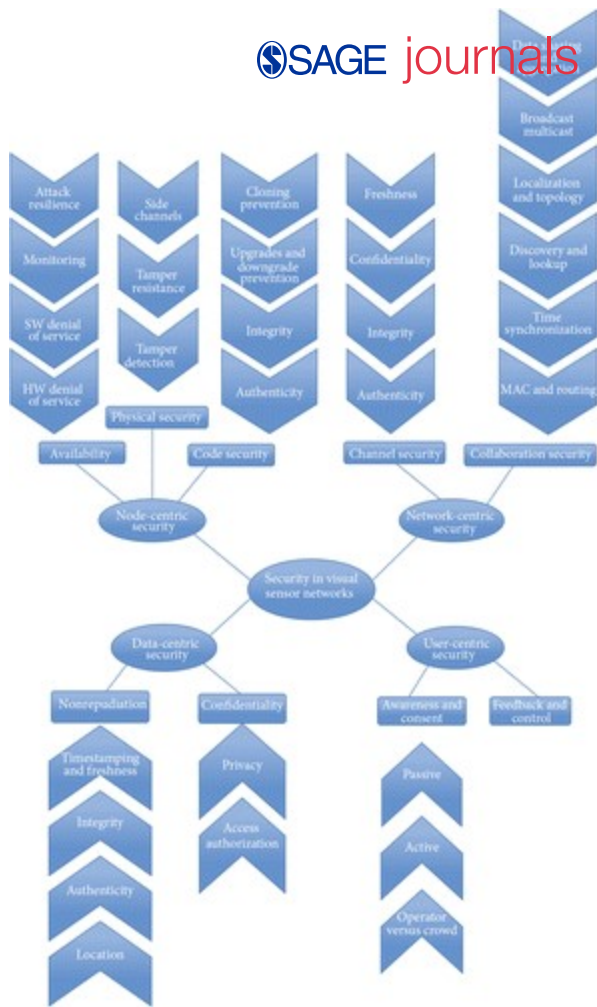 SAGE journals
Broadcast
multicast
Localization
and topology
Discovery and
lookup
Time
synchronization
MAC and routing
Attack
resilience
Monitoring
SW denial
of service
HW denial
of service
Side
channels
Tamper
resistance
Tamper
detection
Cloning
prevention
Upgrades and
downgrade
prevention
Integrity
Authenticity
Freshness
Confidentiality
Integrity
Authenticity
Physical security
Availability
Code security
Channel security
Collaboration security
Node-centric
security
Network-centric
security
Security in visual
sensor networks
Data-centric
security
User-centric
security
Nonrepudiation
Confidentiality
Awareness and
consent
Feedback and
control
Timestamping
and freshness
Integrity
Authenticity
Location
Privacy
Access
authorization
Passive
Active
Operator
versus crowd